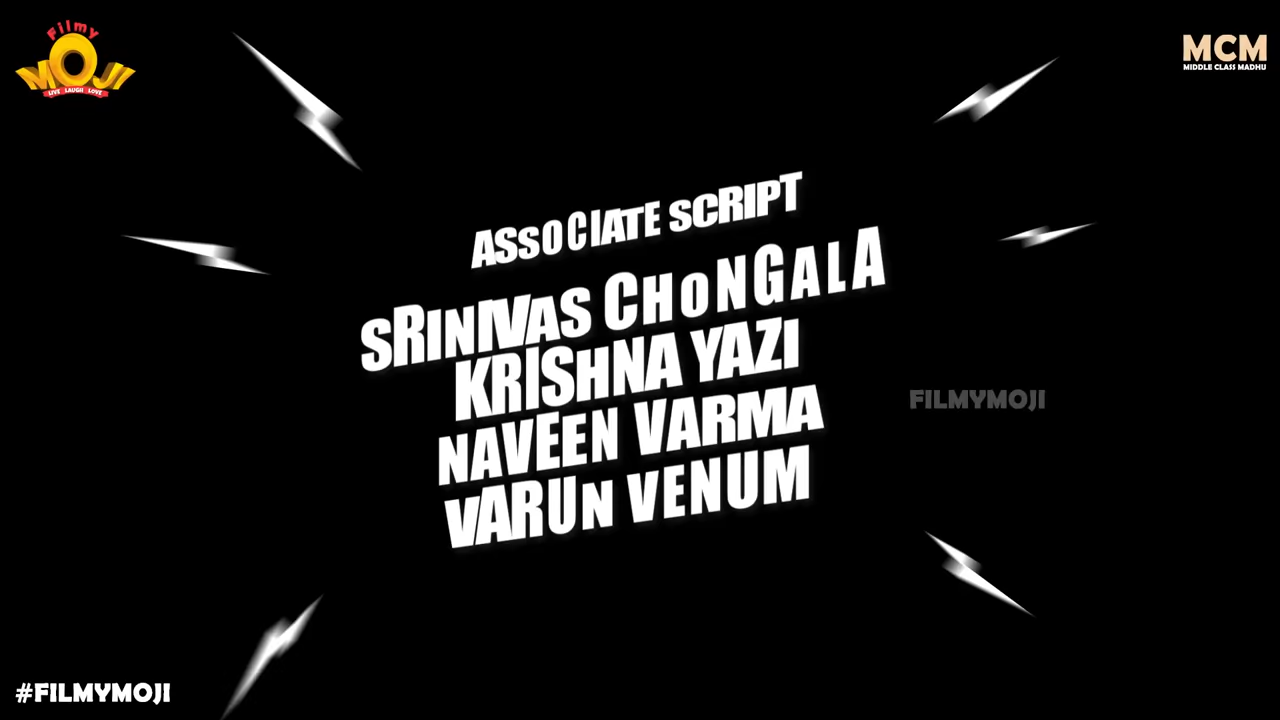 Filmy
MOJI
LIVE LAUGH LOVE
MCM
MIDDLE CLASS MADHU
ASSOCIATE SCRIPT
SRINIVAS CHONGALA
KRISHNA YAZI
NAVEEN VARMA
VARUN VENUM
FILMYMOJI
#FILMYMOJI